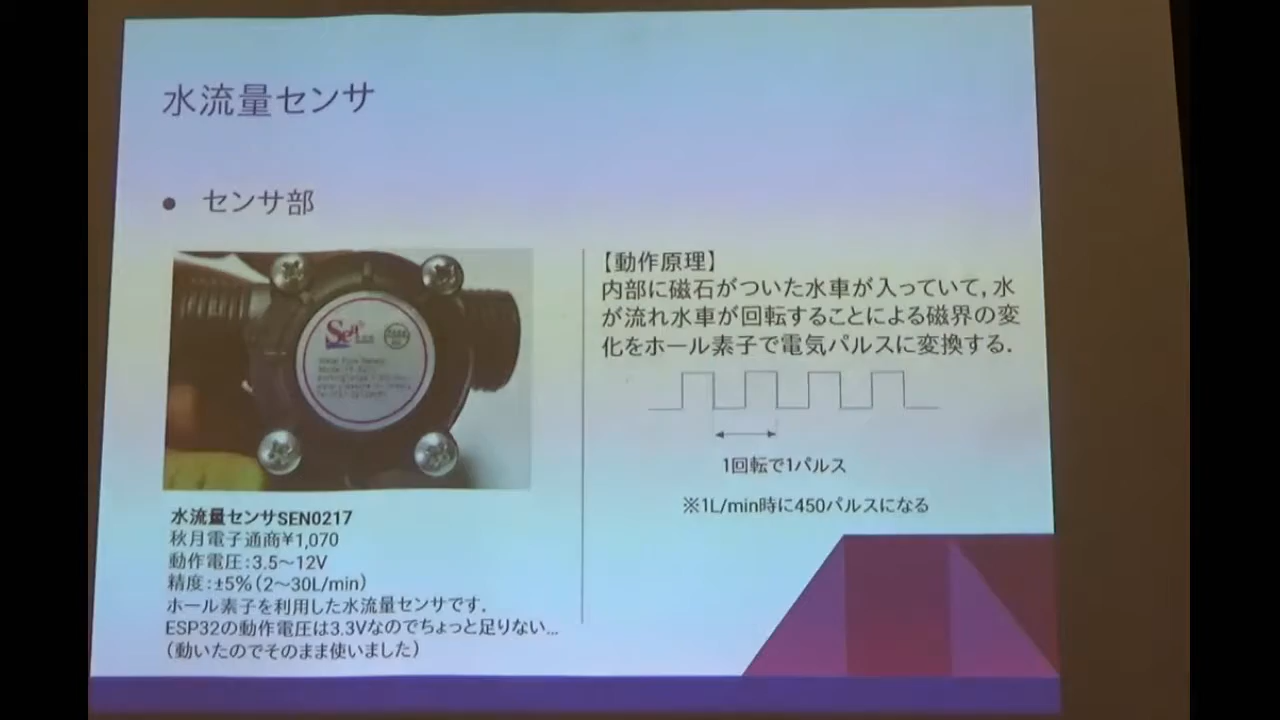 水流量センサ
● センサ部
Sea
水流量センサSEN0217
秋月電子通商¥1,070
動作電圧:3.5～12V
精度:±5%(2～30L/min)
ホール素子を利用した水流量センサです.
ESP32の動作電圧は3.3Vなのでちょっと足りない...
(動いたのでそのまま使いました)
【動作原理】
内部に磁石がついた水車が入っていて,水
が流れ水車が回転することによる磁界の変
化をホール素子で電気パルスに変換する.
1回転で1パルス
※1L/min時に450パルスになる